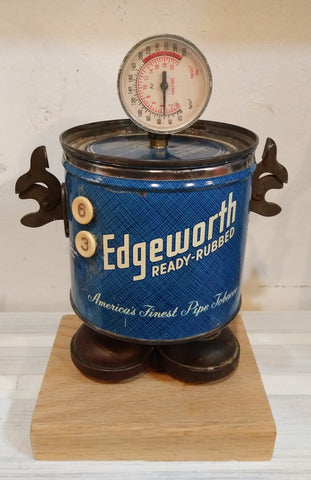 6
3
Edgeworth
READY-RUBBED
America's Finest Pipe Tobacco